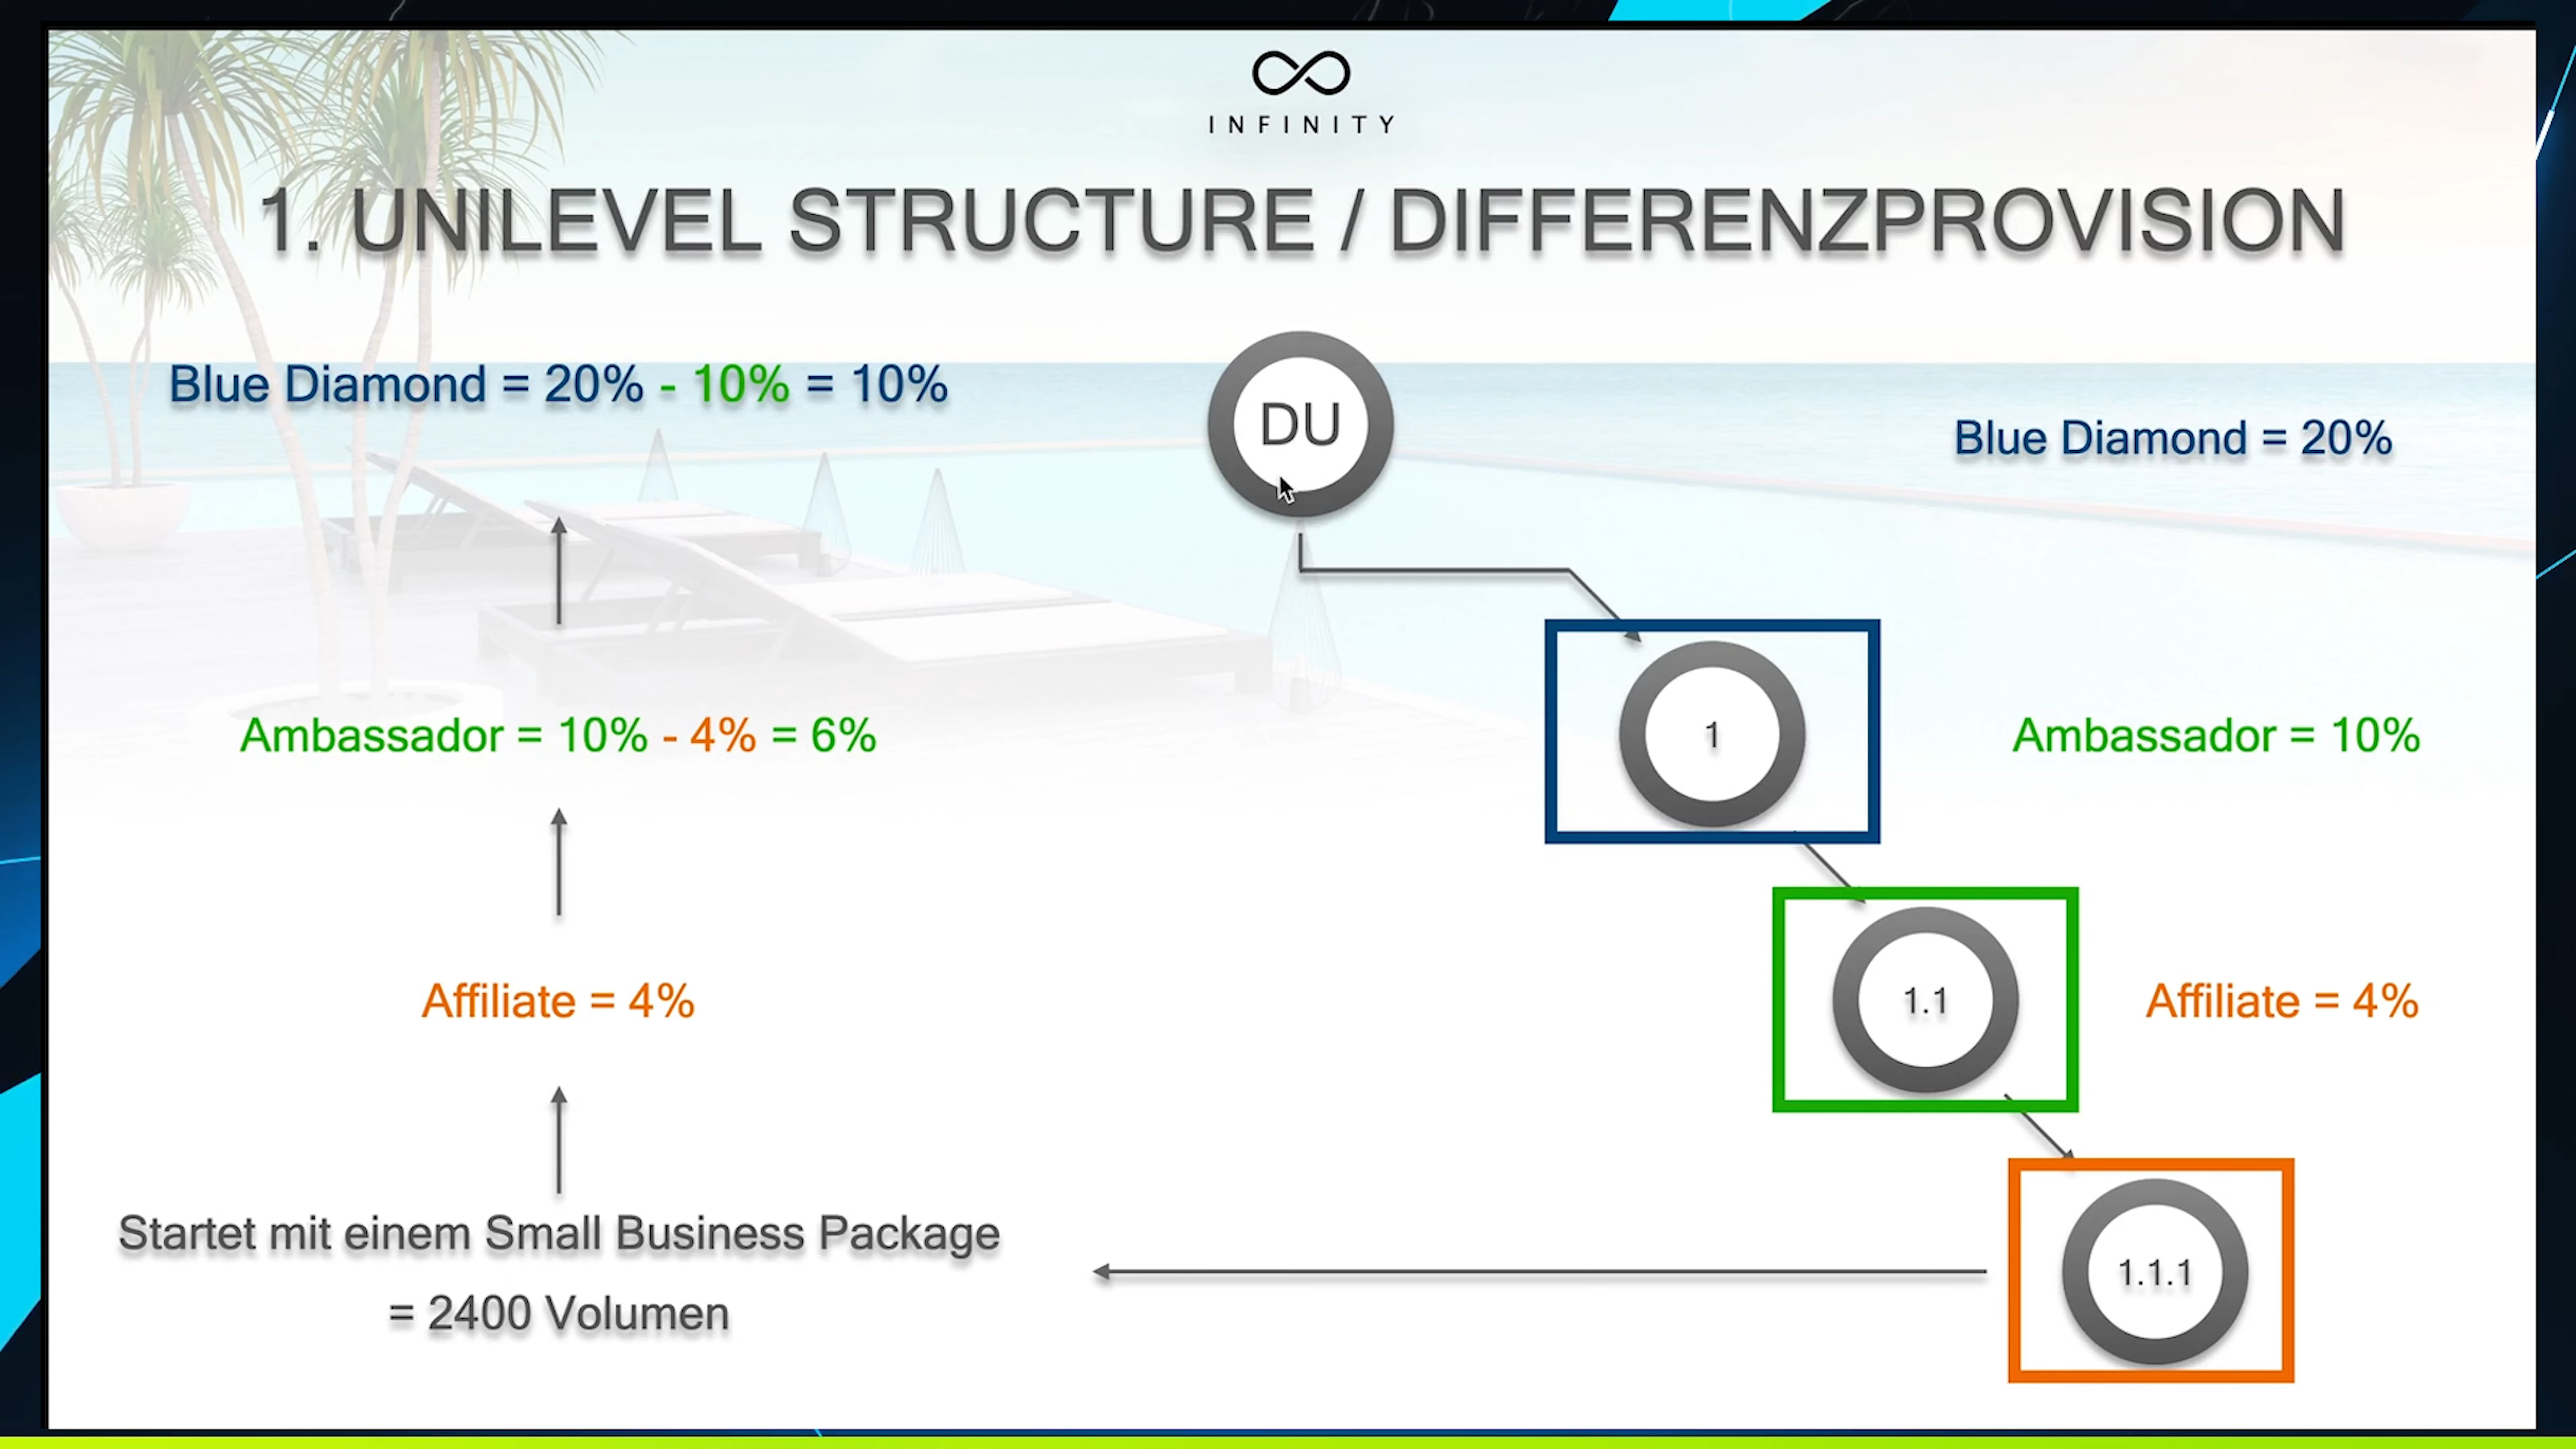 INFINITY
1. UNILEVEL STRUCTURE / DIFFERENZPROVISION
Blue Diamond = 20% - 10% = 10%
DU
Blue Diamond = 20%
Ambassador = 10% - 4% = 6%
1
Ambassador = 10%
Affiliate = 4%
1.1
Affiliate = 4%
Startet mit einem Small Business Package
= 2400 Volumen
1.1.1